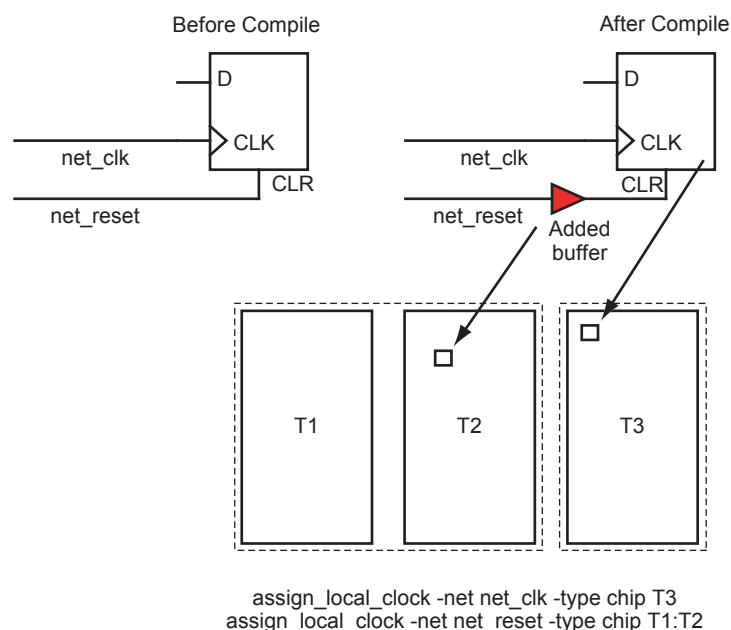 Before Compile
After Compile
D
CLK
net_clk
CLR
net_reset
D
CLK
net_clk
CLR
net_reset
Added
buffer
T1
T2
T3
assign_local_clock -net net_clk -type chip T3
assign_local_clock -net net_reset -type chip T1:T2